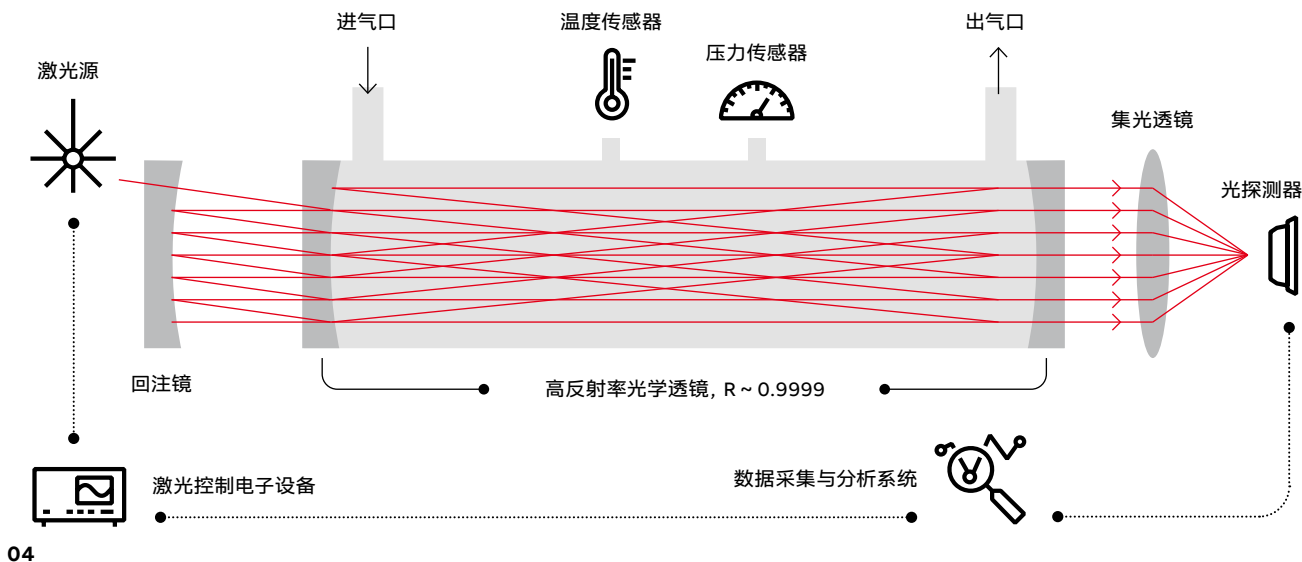 进气口
温度传感器
出气口
压力传感器
激光源
集光透镜
光探测器
回注镜
高反射率光学透镜, R ~ 0.9999
数据采集与分析系统
激光控制电子设备
04